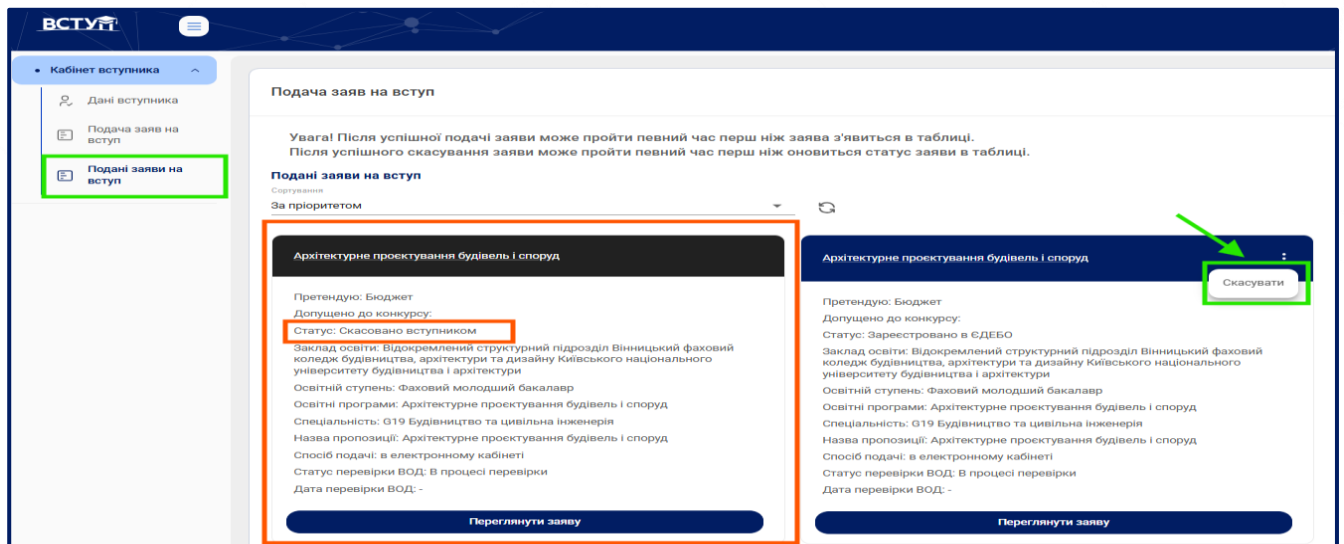 ВСТУП
Кабінет вступника
Дані вступника
Подача заяв на
вступ
Подані заяви на
вступ
Подача заяв на вступ
Увага! Після успішної подачі заяви може пройти певний час перш ніж заява з'явиться в таблиці.
Після успішного скасування заяви може пройти певний час перш ніж оновиться статус заяви в таблиці.
Подані заяви на вступ
Сортування
За пріоритетом
Архітектурне проєктування будівель і споруд
Претендую: Бюджет
Допущено до конкурсу:
Статус: Скасовано вступником
Заклад освіти: Відокремлений структурний підрозділ Вінницький фаховий
коледж будівництва, архітектури та дизайну Київського національного
університету будівництва і архітектури
Освітній ступень: Фаховий молодший бакалавр
Освітні програми: Архітектурне проєктування будівель і споруд
Спеціальність: G19 Будівництво та цивільна інженерія
Назва пропозиції: Архітектурне проєктування будівель і споруд
Спосіб подачі: в електронному кабінеті
Статус перевірки ВОД: В процесі перевірки
Дата перевірки ВОД: -
Переглянути заяву
Архітектурне проєктування будівель і споруд
Скасувати
Претендую: Бюджет
Допущено до конкурсу:
Статус: Зареєстровано в ЄДЕБО
Заклад освіти: Відокремлений структурний підрозділ Вінницький фаховий
коледж будівництва, архітектури та дизайну Київського національного
університету будівництва і архітектури
Освітній ступень: Фаховий молодший бакалавр
Освітні програми: Архітектурне проєктування будівель і споруд
Спеціальність: G19 Будівництво та цивільна інженерія
Назва пропозиції: Архітектурне проєктування будівель і споруд
Спосіб подачі: в електронному кабінеті
Статус перевірки ВОД: В процесі перевірки
Дата перевірки ВОД: -
Переглянути заяву